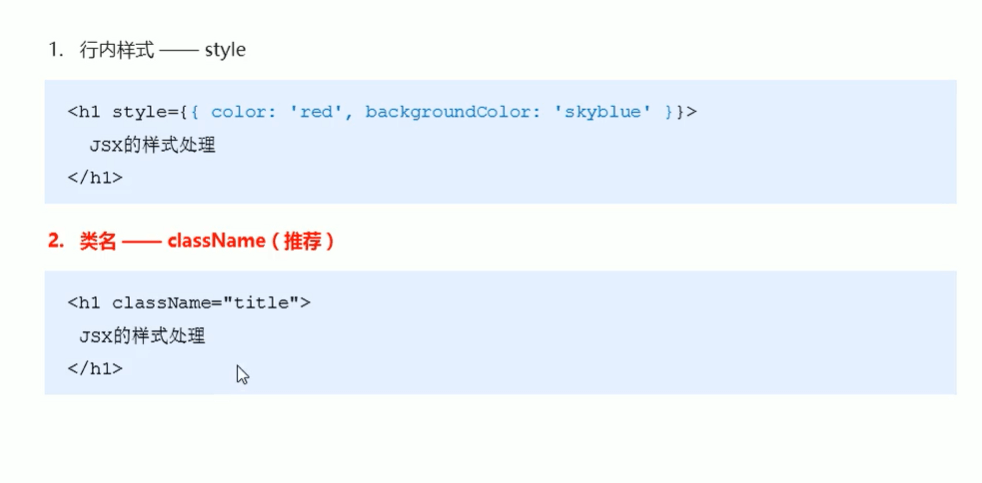 1. 行内样式 —— style
<h1 style={{ color: 'red', backgroundColor: 'skyblue' }}>
JSX的样式处理
</h1>
2. 类名 —— className ( 推荐 )
<h1 className="title">
JSX的样式处理
</h1>